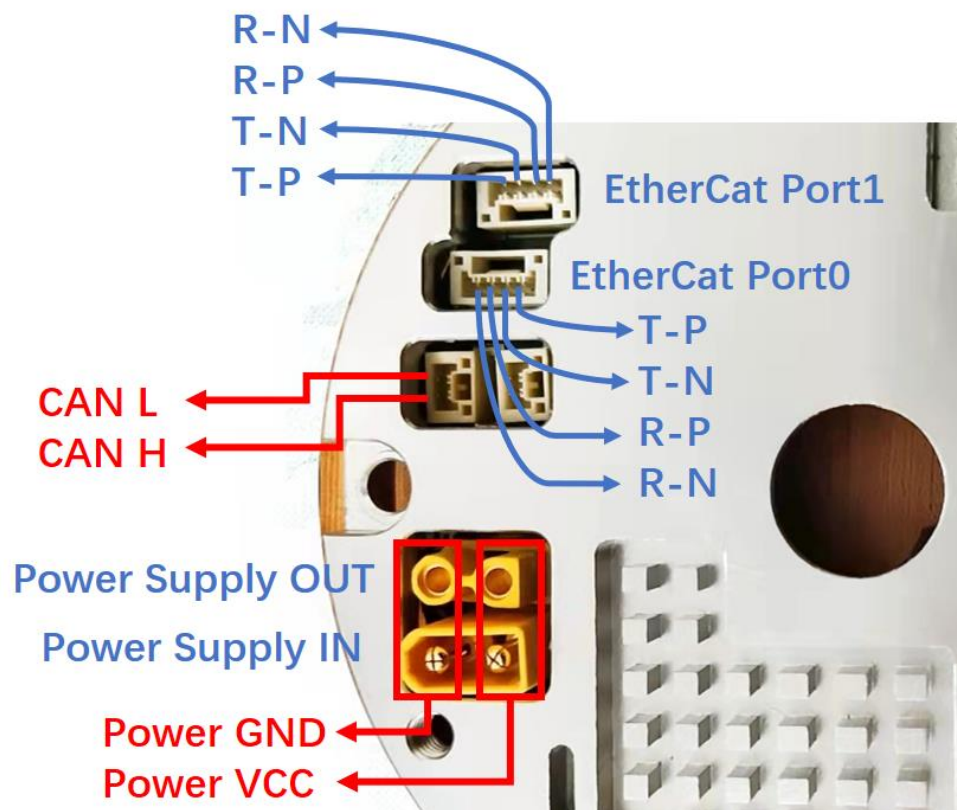 R-N
R-P
T-N
T-P
EtherCat Port1
EtherCat Port0
T-P
T-N
R-P
R-N
CAN L
CAN H
Power Supply OUT
Power Supply IN
Power GND
Power VCC